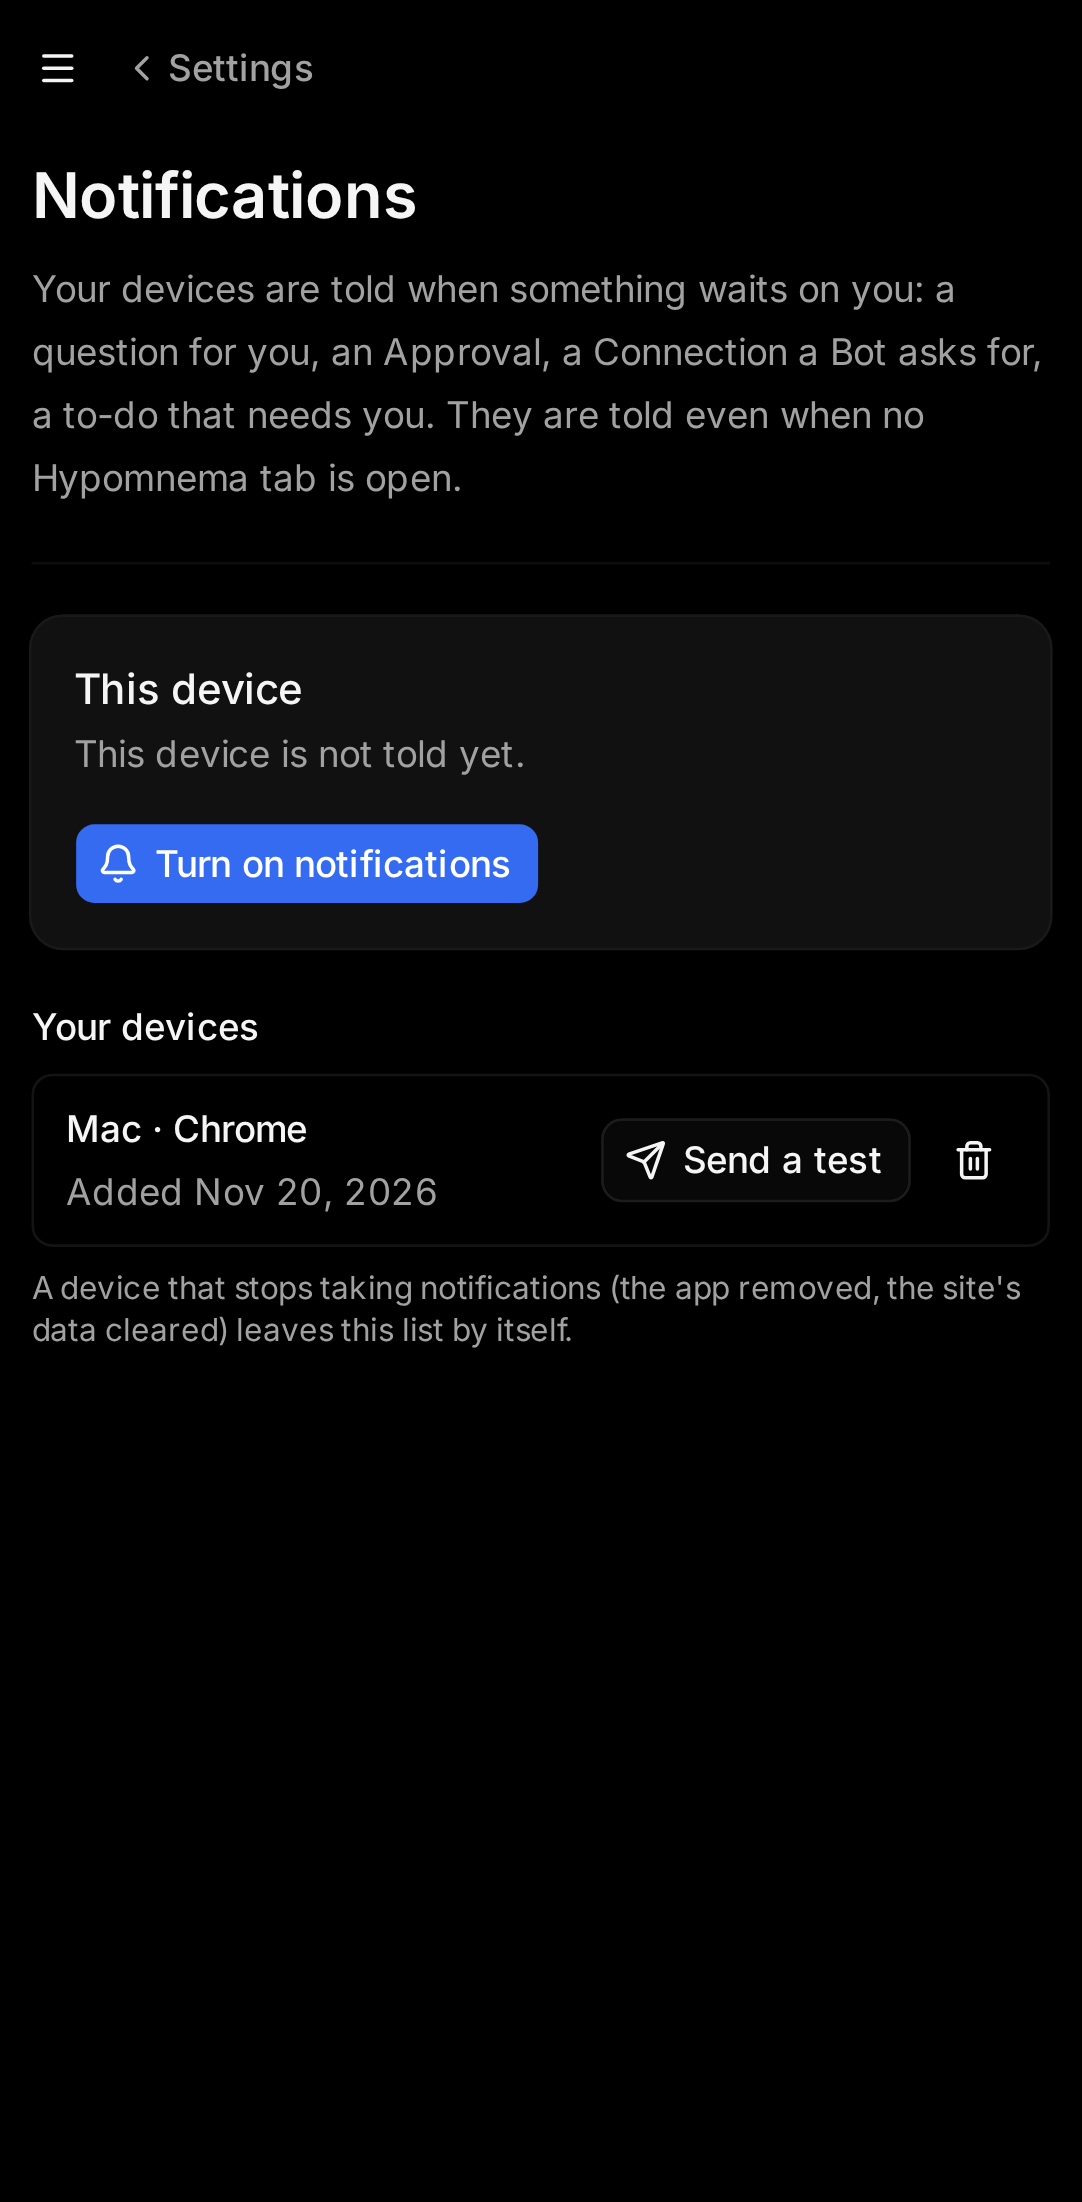 Settings
Notifications
Your devices are told when something waits on you: a
question for you, an Approval, a Connection a Bot asks for,
a to-do that needs you. They are told even when no
Hypomnema tab is open.
This device
This device is not told yet.
Turn on notifications
Your devices
Mac · Chrome
Send a test
Added Nov 20, 2026
A device that stops taking notifications (the app removed, the site's
data cleared) leaves this list by itself.